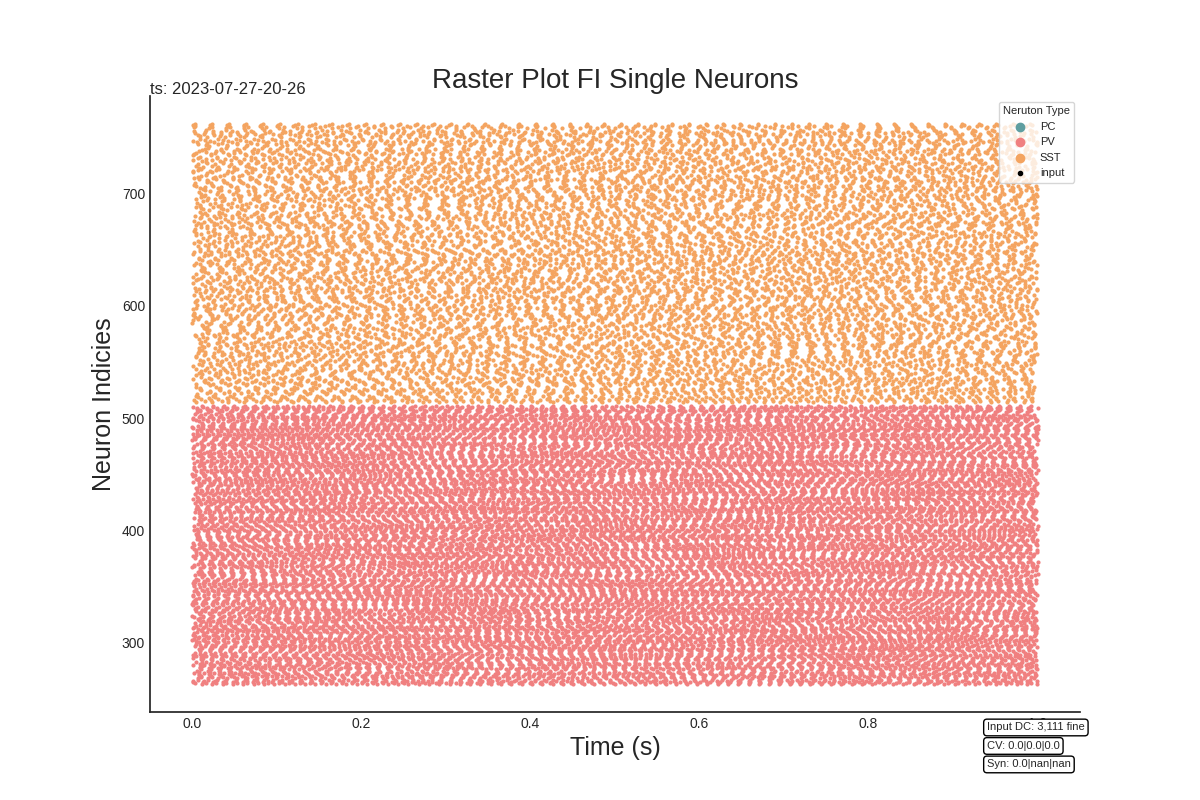 Raster Plot FI Single Neurons
ts: 2023-07-27-20-26
Neruton Type
PC
PV
SST
input
Neuron Indicies
700
600
500
400
300
0.0
0.2
0.4
0.6
0.8
Time (s)
Input DC: 3,111 fine
CV: 0.0|0.0|0.0
Syn: 0.0|nan|nan